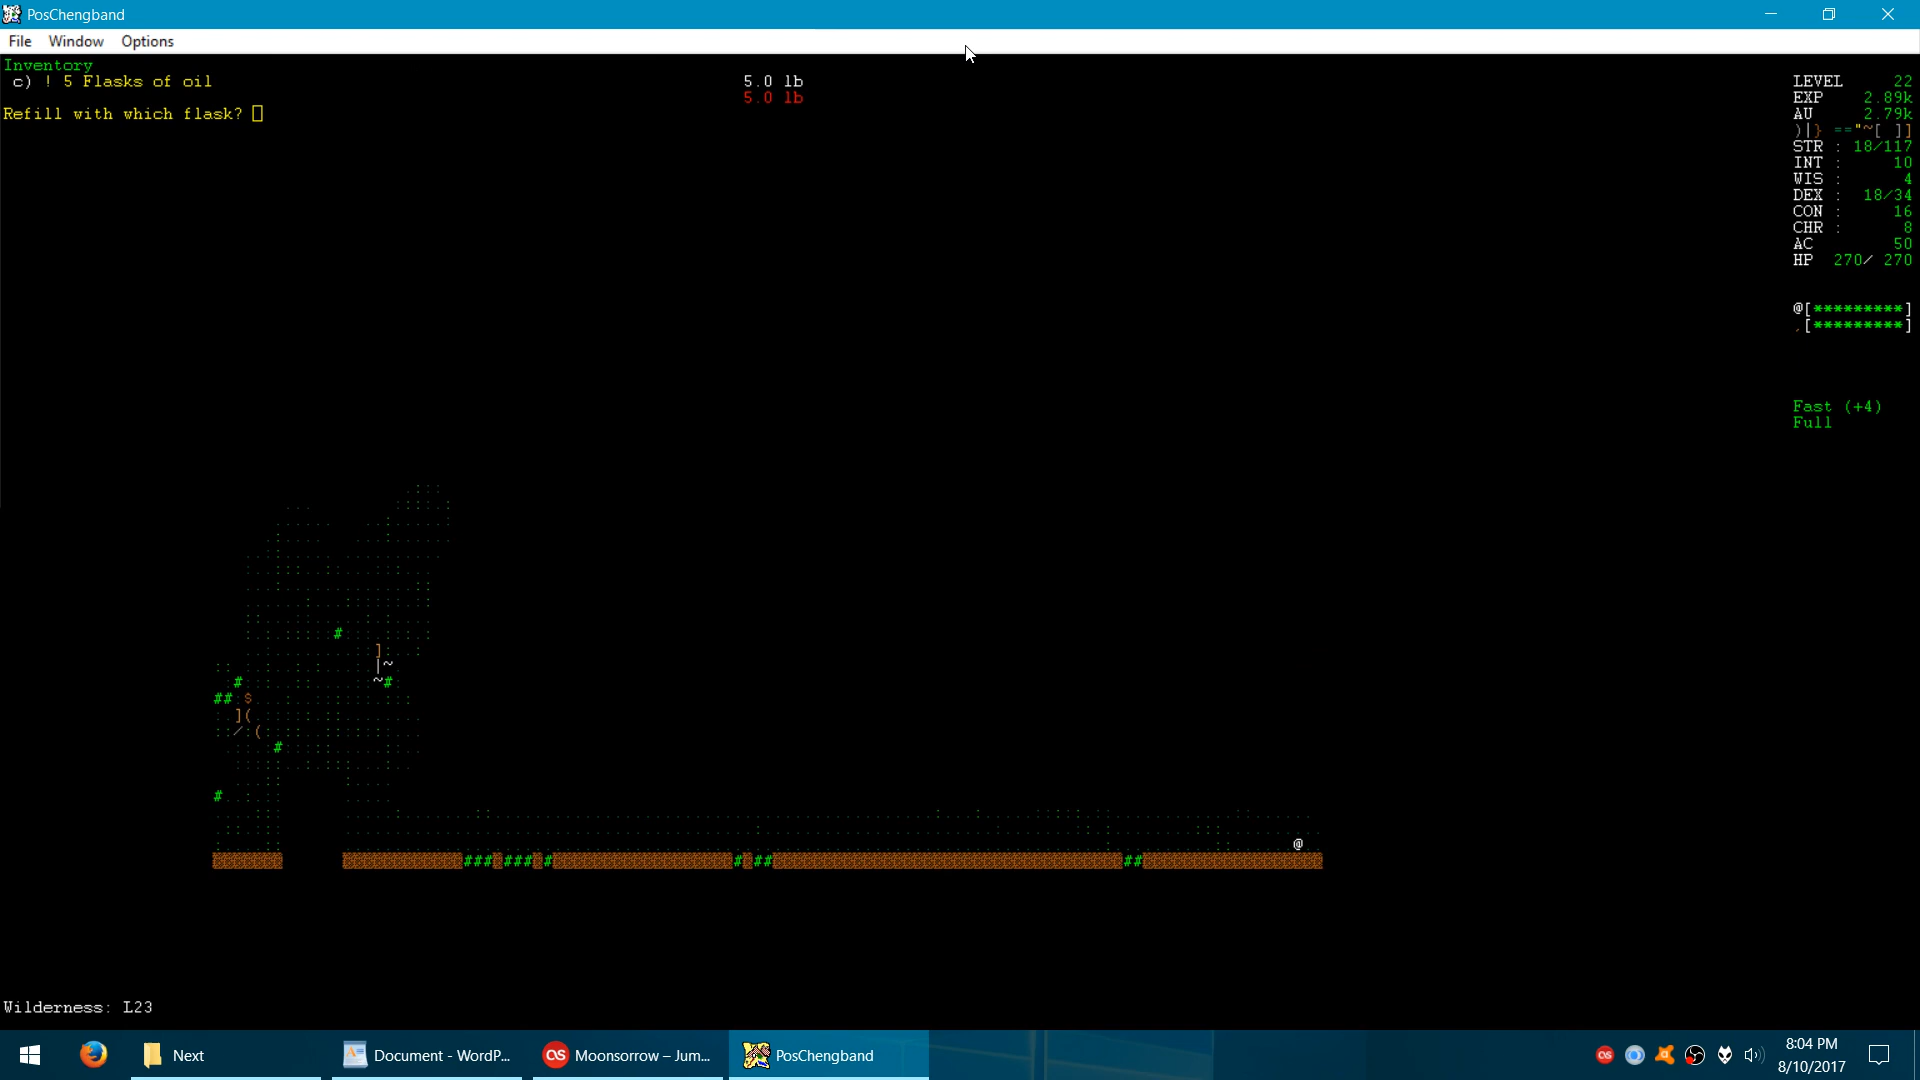 PosChengband
File Window Options
Inventory
c) ! 5 Flasks of oil 5.0 lb
5.0 lb
Refill with which flask?
LEVEL 22
EXP 2.89k
AU 2.79k
)|} =="~[ ]]
STR : 18/117
INT : 10
WIS : 4
DEX : 18/34
CON : 16
CHR : 8
AC 50
HP 270/ 270
@[*********]
,[*********]
Fast (+4)
Full
#
]
|~
#
~#
## $
](
/ (
#
#
@
### ### # # ## ##
Wilderness: L23
Next
Document - WordP...
Moonsorrow – Jum...
PosChengband
8:04 PM
8/10/2017